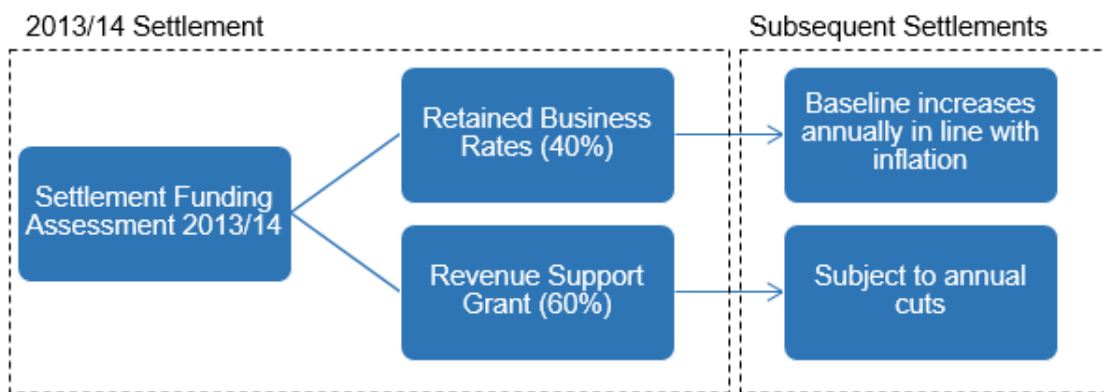 2013/14 Settlement
Subsequent Settlements
Settlement Funding
Assessment 2013/14
Retained Business
Rates (40%)
Baseline increases
annually in line with
inflation
Revenue Support
Grant (60%)
Subject to annual
cuts